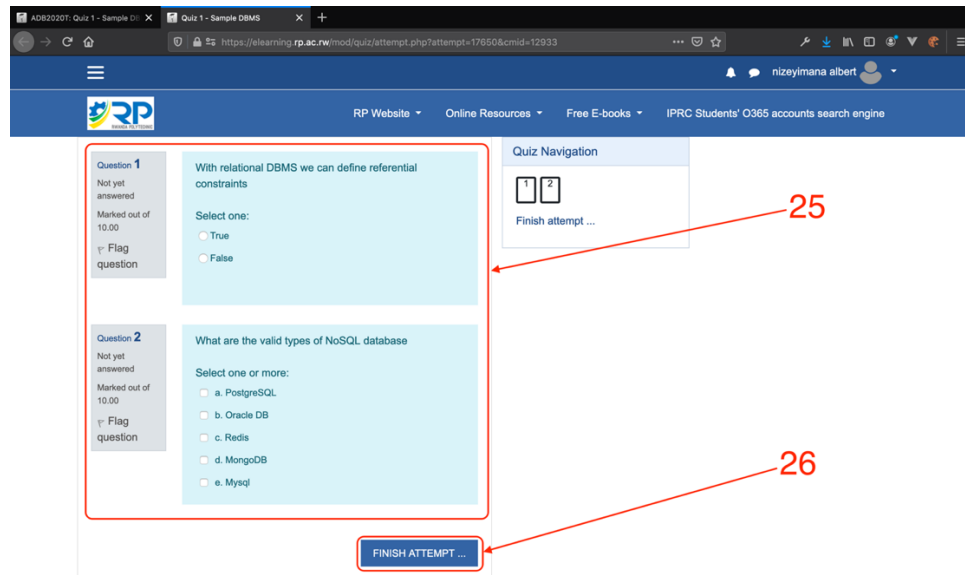 ADB2020T: Quiz 1 - Sample DB
Quiz 1 - Sample DBMS
https://elearning.rp.ac.rw/mod/quiz/attempt.php?attempt=17650&cmid=12933
nizeyimana albert
RP
RWANDA POLYTECHNIC
RP Website
Online Resources
Free E-books
IPRC Students' O365 accounts search engine
Question 1
Not yet
answered
Marked out of
10.00
Flag
question
With relational DBMS we can define referential
constraints
Select one:
True
False
Quiz Navigation
1 2
Finish attempt ...
25
Question 2
Not yet
answered
Marked out of
10.00
Flag
question
What are the valid types of NoSQL database
Select one or more:
a. PostgreSQL
b. Oracle DB
c. Redis
d. MongoDB
e. Mysql
26
FINISH ATTEMPT ...